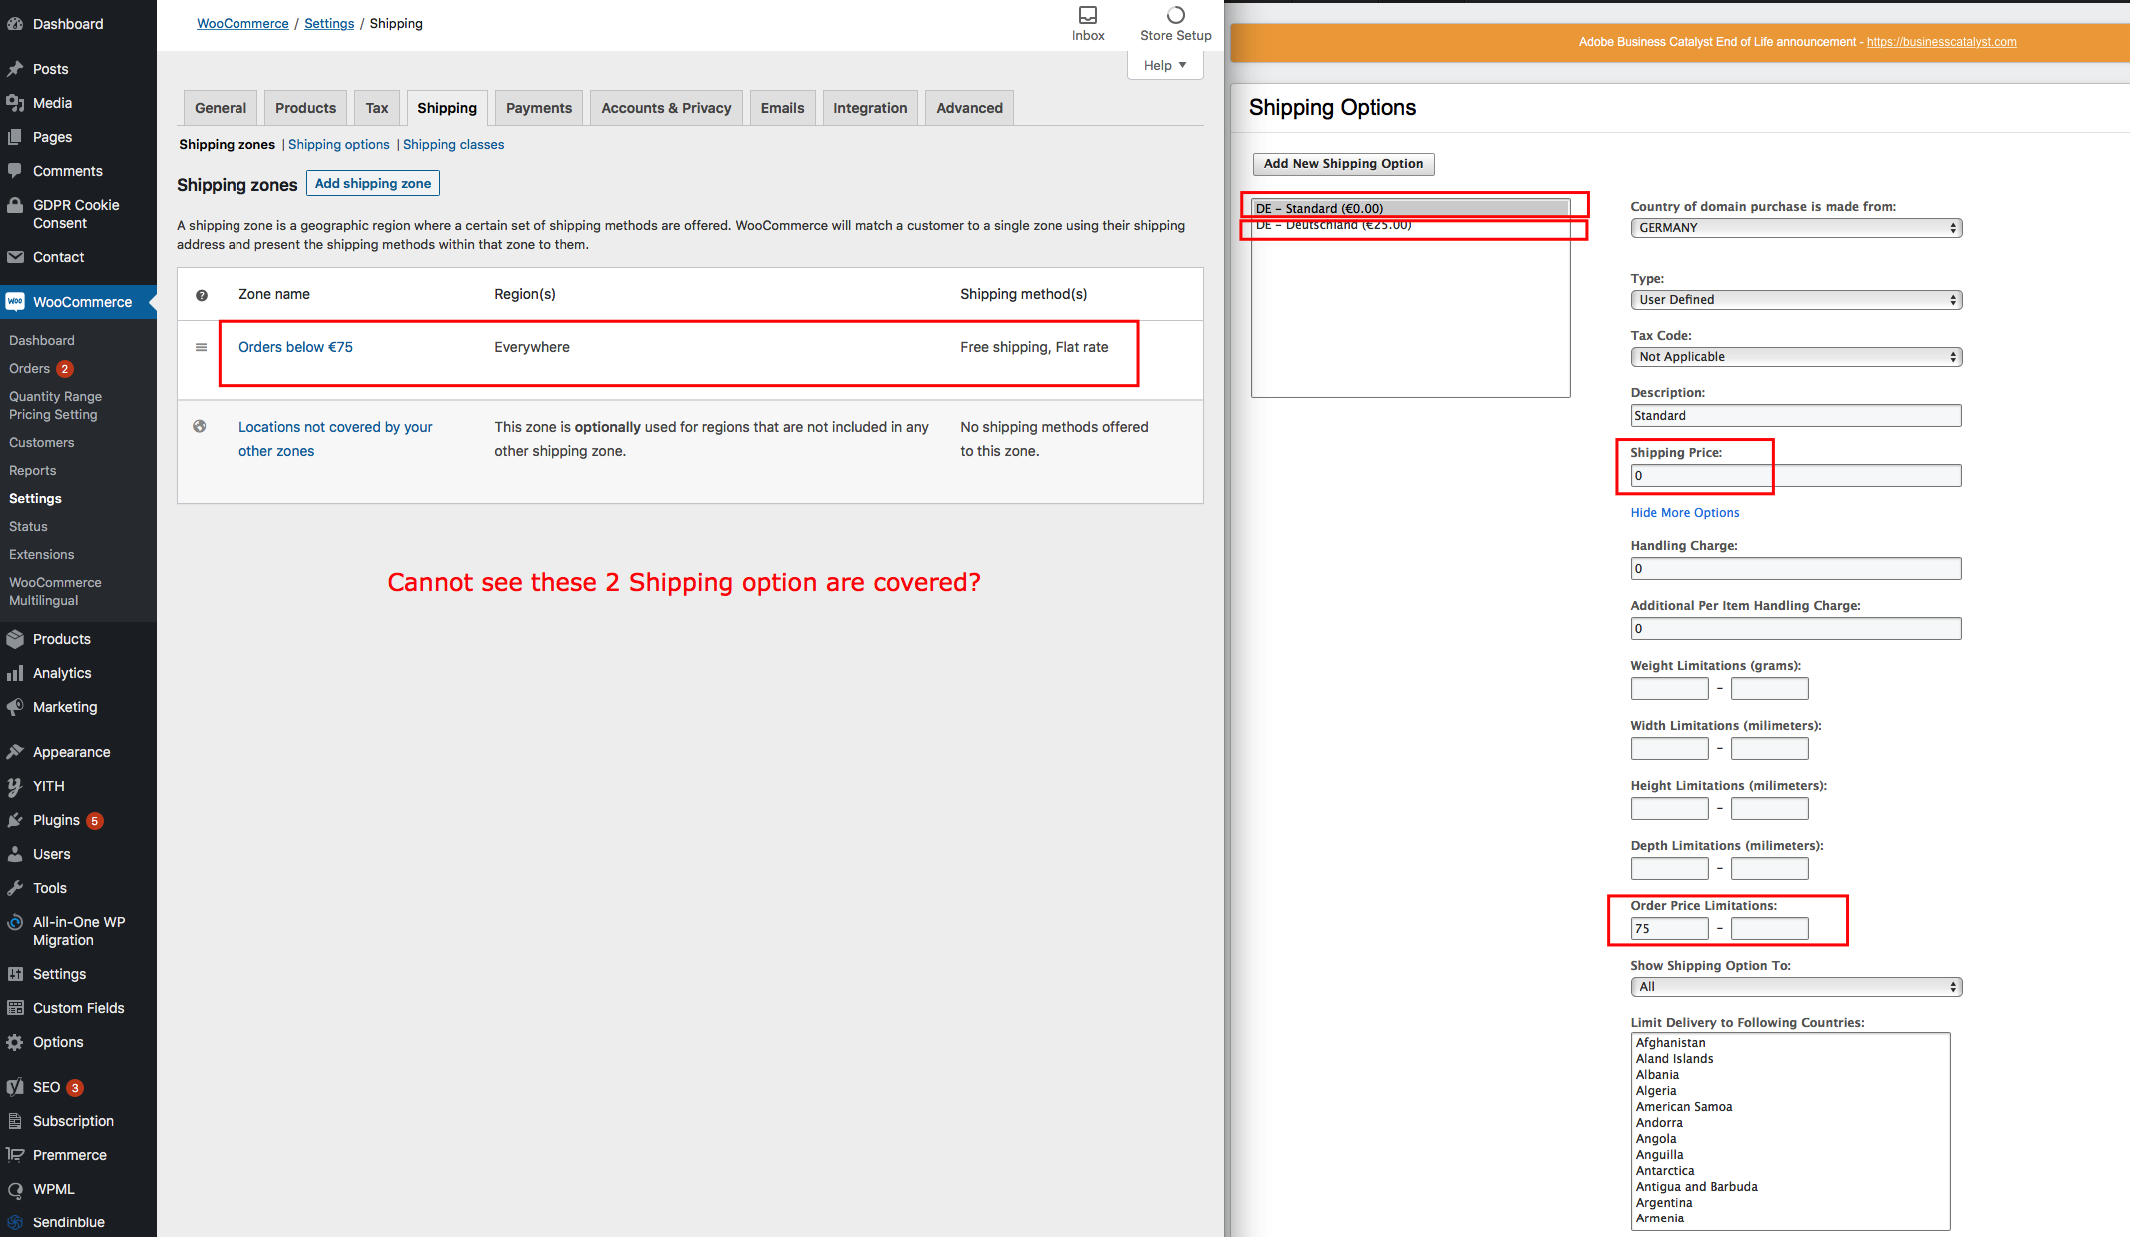 Dashboard
Posts
Media
Pages
Comments
GDPR Cookie
Consent
Contact
WooCommerce
Dashboard
Orders 2
Quantity Range
Pricing Setting
Customers
Reports
Settings
Status
Extensions
WooCommerce
Multilingual
Products
Analytics
Marketing
Appearance
YITH
Plugins 5
Users
Tools
All-in-One WP
Migration
Settings
Custom Fields
Options
SEO 3
Subscription
Premmerce
WPML
Sendinblue
WooCommerce / Settings / Shipping
Inbox
Store Setup
Help
General Products Tax Shipping Payments Accounts & Privacy Emails Integration Advanced
Shipping zones | Shipping options | Shipping classes
Shipping zones Add shipping zone
A shipping zone is a geographic region where a certain set of shipping methods are offered. WooCommerce will match a customer to a single zone using their shipping
address and present the shipping methods within that zone to them.
Zone name Region(s) Shipping method(s)
Orders below €75 Everywhere Free shipping, Flat rate
Locations not covered by your This zone is optionally used for regions that are not included in any No shipping methods offered
other zones other shipping zone. to this zone.
Cannot see these 2 Shipping option are covered?
Adobe Business Catalyst End of Life announcement - https://businesscatalyst.com
Shipping Options
Add New Shipping Option
DE – Standard (€0.00)
DE – Deutschland (€25.00)
Country of domain purchase is made from:
GERMANY
Type:
User Defined
Tax Code:
Not Applicable
Description:
Standard
Shipping Price:
0
Hide More Options
Handling Charge:
0
Additional Per Item Handling Charge:
0
Weight Limitations (grams):
–
Width Limitations (milimeters):
–
Height Limitations (milimeters):
–
Depth Limitations (milimeters):
–
Order Price Limitations:
75 –
Show Shipping Option To:
All
Limit Delivery to Following Countries:
Afghanistan
Aland Islands
Albania
Algeria
American Samoa
Andorra
Angola
Anguilla
Antarctica
Antigua and Barbuda
Argentina
Armenia